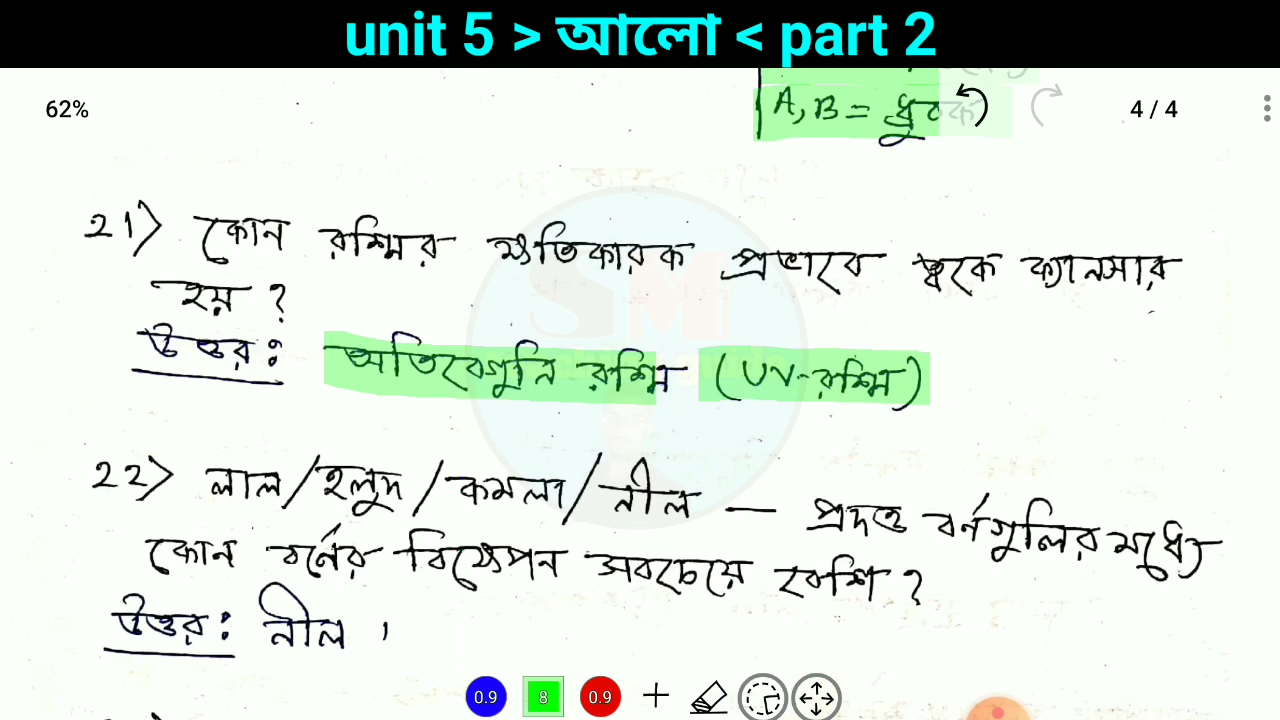 unit 5 > আলো < part 2
62%
A, B = ধ্রুবক
4 / 4
21> কোন রশ্মির ক্ষতিকারক প্রভাবে ত্বকে ক্যানসার
হয় ?
উত্তর: অতিবেগুনি রশ্মি (UV-রশ্মি)
22> লাল/হলুদ/কমলা/নীল — প্রদত্ত বর্নগুলির মধ্যে
কোন বর্নের বিক্ষেপন সবচেয়ে বেশি ?
উত্তর: নীল ।
0.9 8 0.9